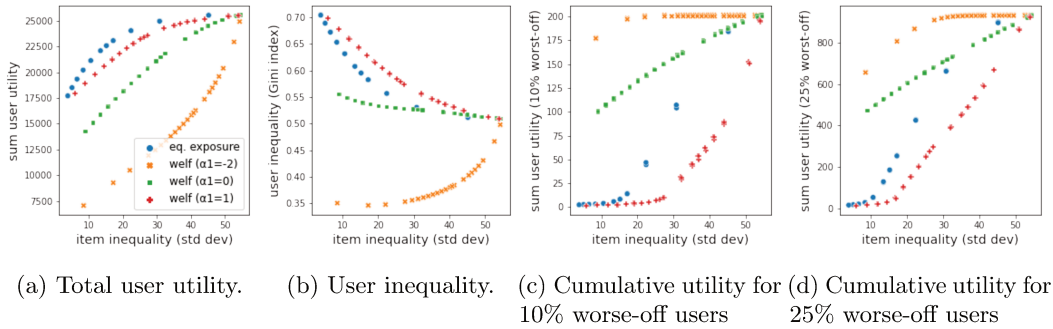 25000
22500
20000
17500
15000
12500
10000
7500
sum user utility
10 20 30 40 50
item inequality (std dev)
eq. exposure
welf (α1=-2)
welf (α1=0)
welf (α1=1)
0.70
0.65
0.60
0.55
0.50
0.45
0.40
0.35
user inequality (Gini index)
10 20 30 40 50
item inequality (std dev)
200
175
150
125
100
75
50
25
0
sum user utility (10% worst-off)
10 20 30 40 50
item inequality (std dev)
800
600
400
200
0
sum user utility (25% worst-off)
10 20 30 40 50
item inequality (std dev)
(a) Total user utility.
(b) User inequality.
(c) Cumulative utility for
10% worse-off users
(d) Cumulative utility for
25% worse-off users